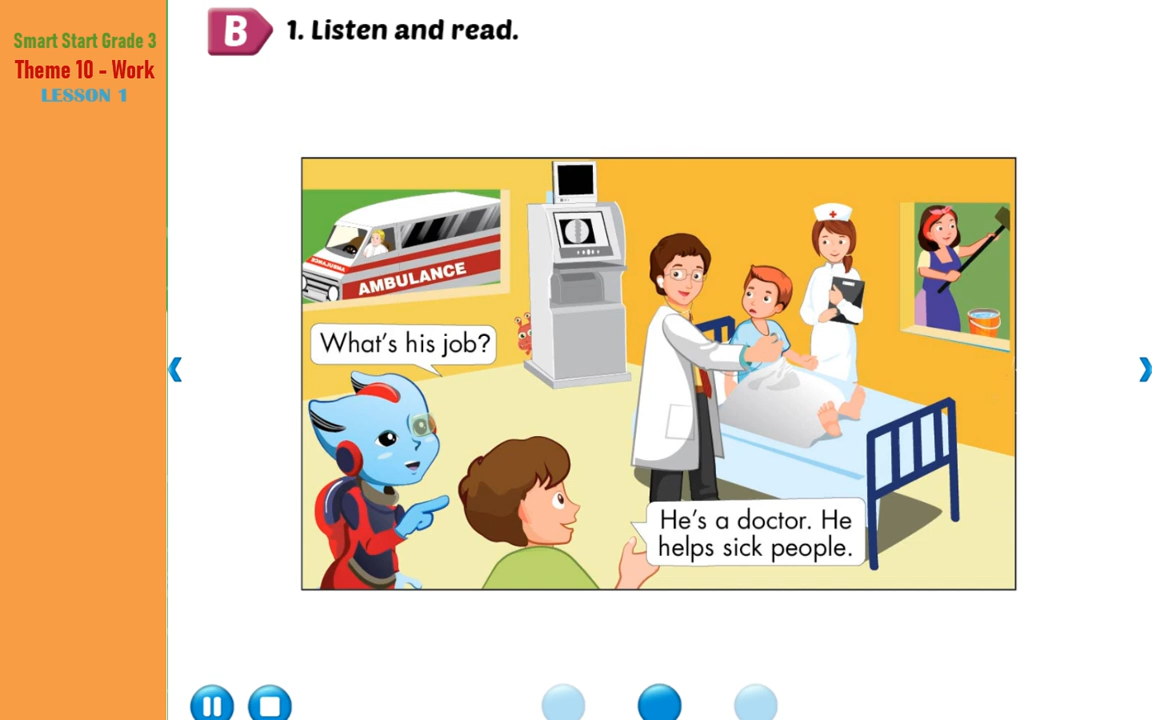 Smart Start Grade 3
Theme 10 - Work
LESSON 1
B 1. Listen and read.
AMBULANCE
What's his job?
He's a doctor. He
helps sick people.